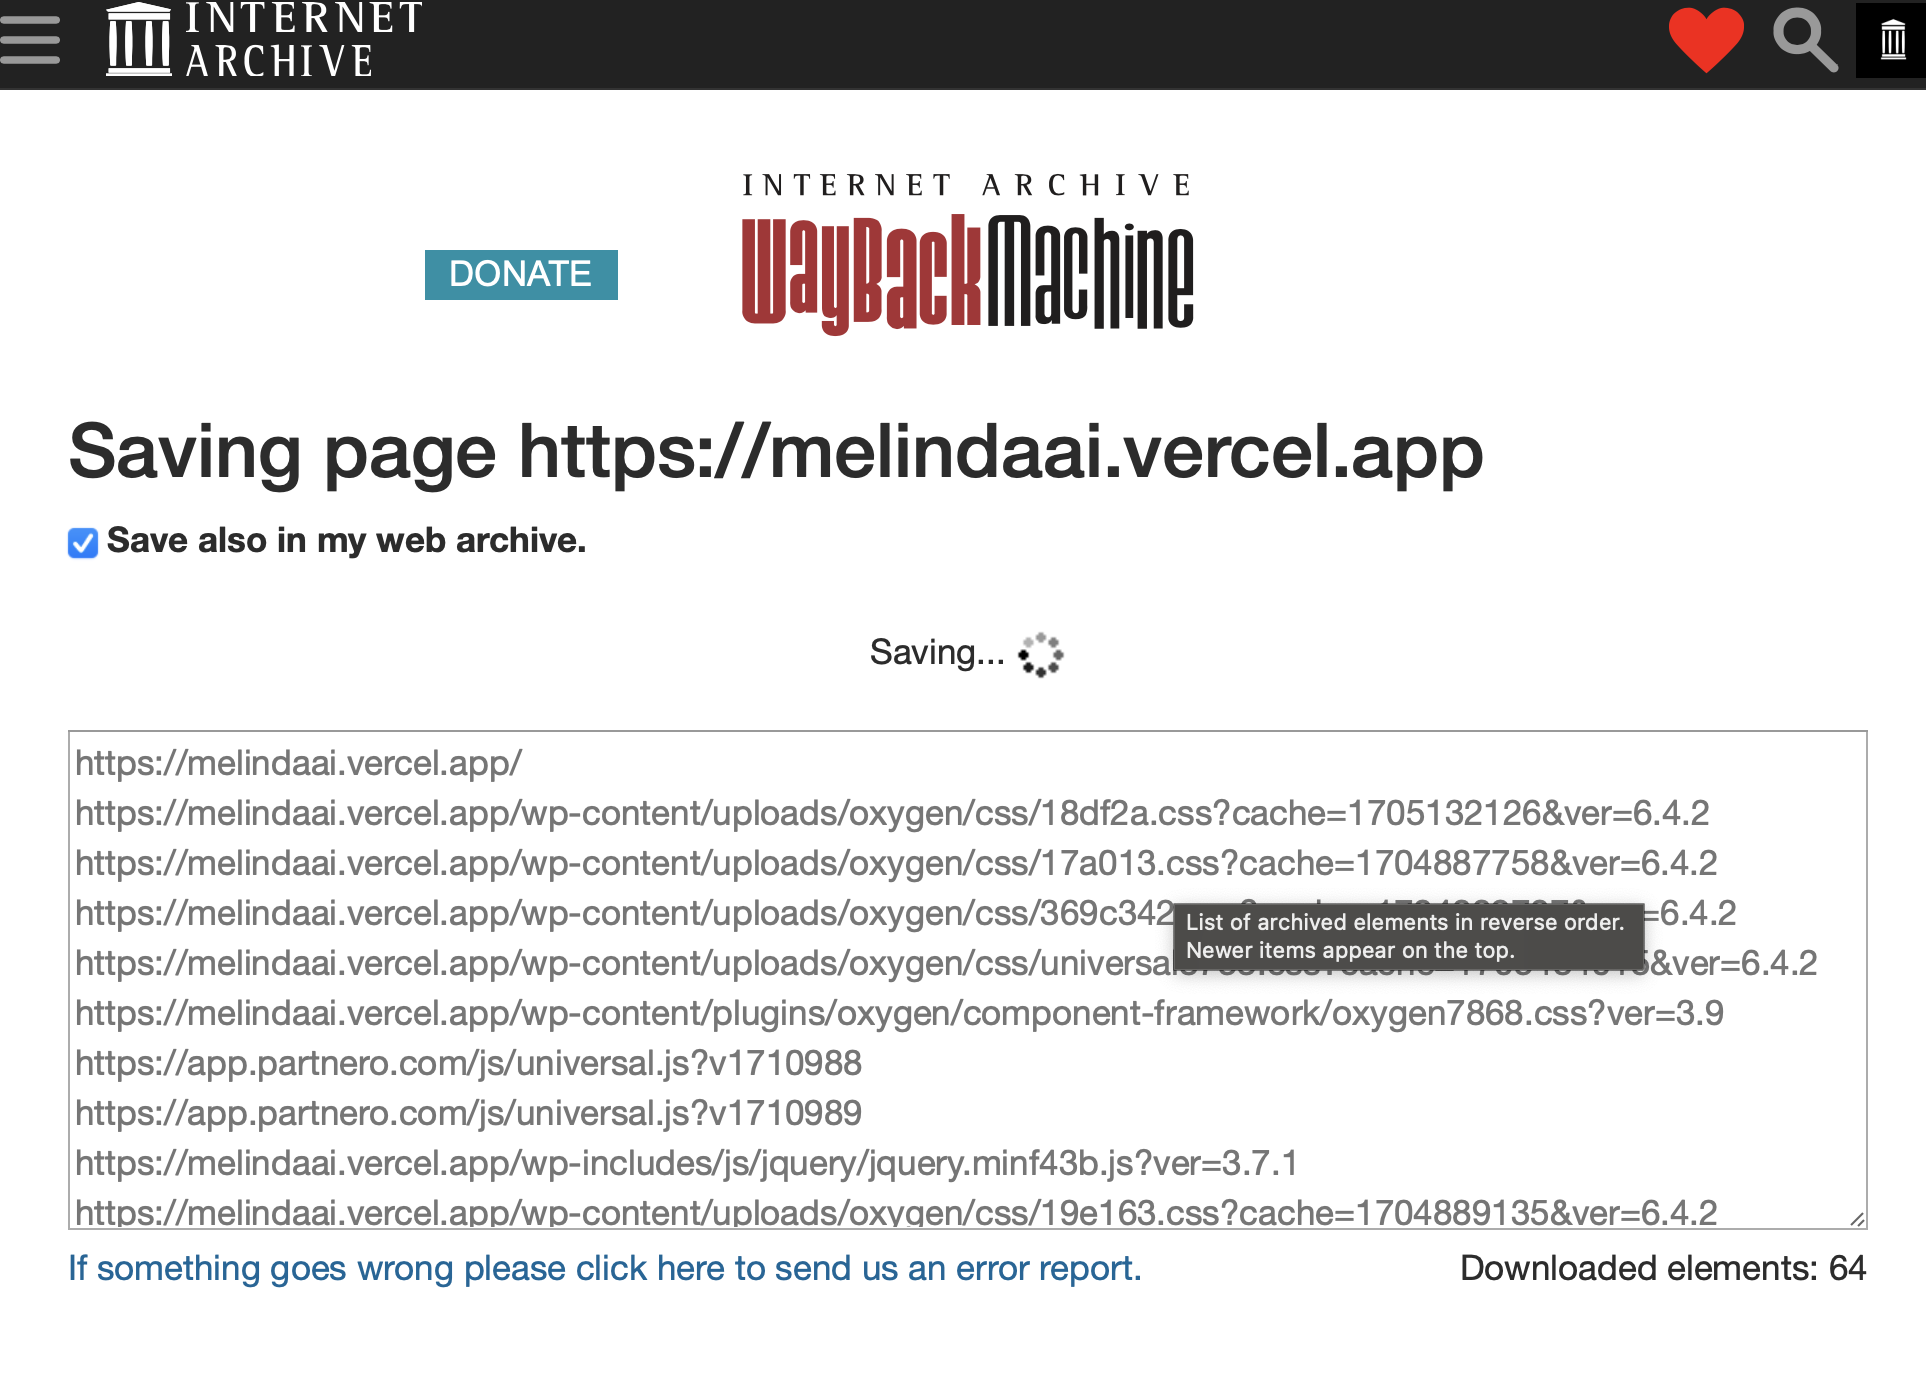 INTERNET
ARCHIVE
INTERNET ARCHIVE
WayBackMachine
DONATE
Saving page https://melindaai.vercel.app
Save also in my web archive.
Saving...
https://melindaai.vercel.app/
https://melindaai.vercel.app/wp-content/uploads/oxygen/css/18df2a.css?cache=1705132126&ver=6.4.2
https://melindaai.vercel.app/wp-content/uploads/oxygen/css/17a013.css?cache=1704887758&ver=6.4.2
https://melindaai.vercel.app/wp-content/uploads/oxygen/css/369c342 =6.4.2
List of archived elements in reverse order.
Newer items appear on the top.
https://melindaai.vercel.app/wp-content/uploads/oxygen/css/universa &ver=6.4.2
https://melindaai.vercel.app/wp-content/plugins/oxygen/component-framework/oxygen7868.css?ver=3.9
https://app.partnero.com/js/universal.js?v1710988
https://app.partnero.com/js/universal.js?v1710989
https://melindaai.vercel.app/wp-includes/js/jquery/jquery.minf43b.js?ver=3.7.1
https://melindaai.vercel.app/wp-content/uploads/oxygen/css/19e163.css?cache=1704889135&ver=6.4.2
If something goes wrong please click here to send us an error report.
Downloaded elements: 64